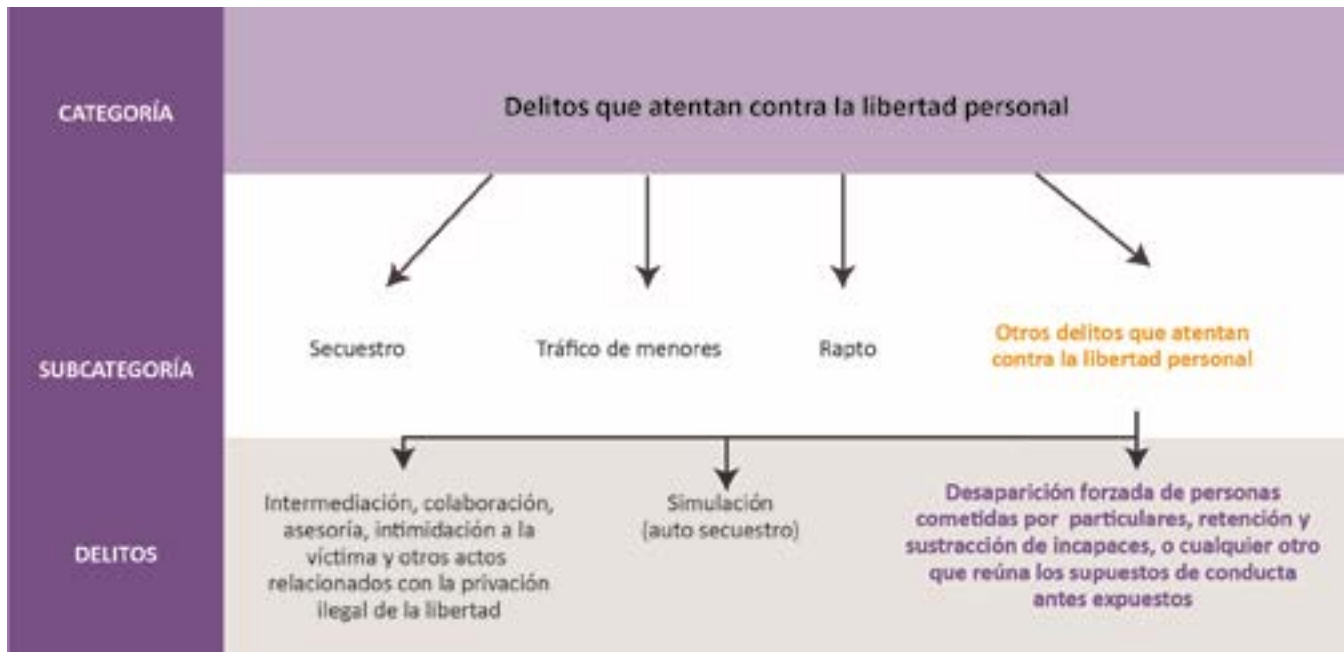 CATEGORÍA
Delitos que atentan contra la libertad personal
SUBCATEGORÍA
Secuestro
Tráfico de menores
Rapto
Otros delitos que atentan
contra la libertad personal
DELITOS
Intermediación, colaboración,
asesoría, intimidación a la
víctima y otros actos
relacionados con la privación
ilegal de la libertad
Simulación
(auto secuestro)
Desaparición forzada de personas
cometidas por particulares, retención y
sustracción de incapaces, o cualquier otro
que reúna los supuestos de conducta
antes expuestos